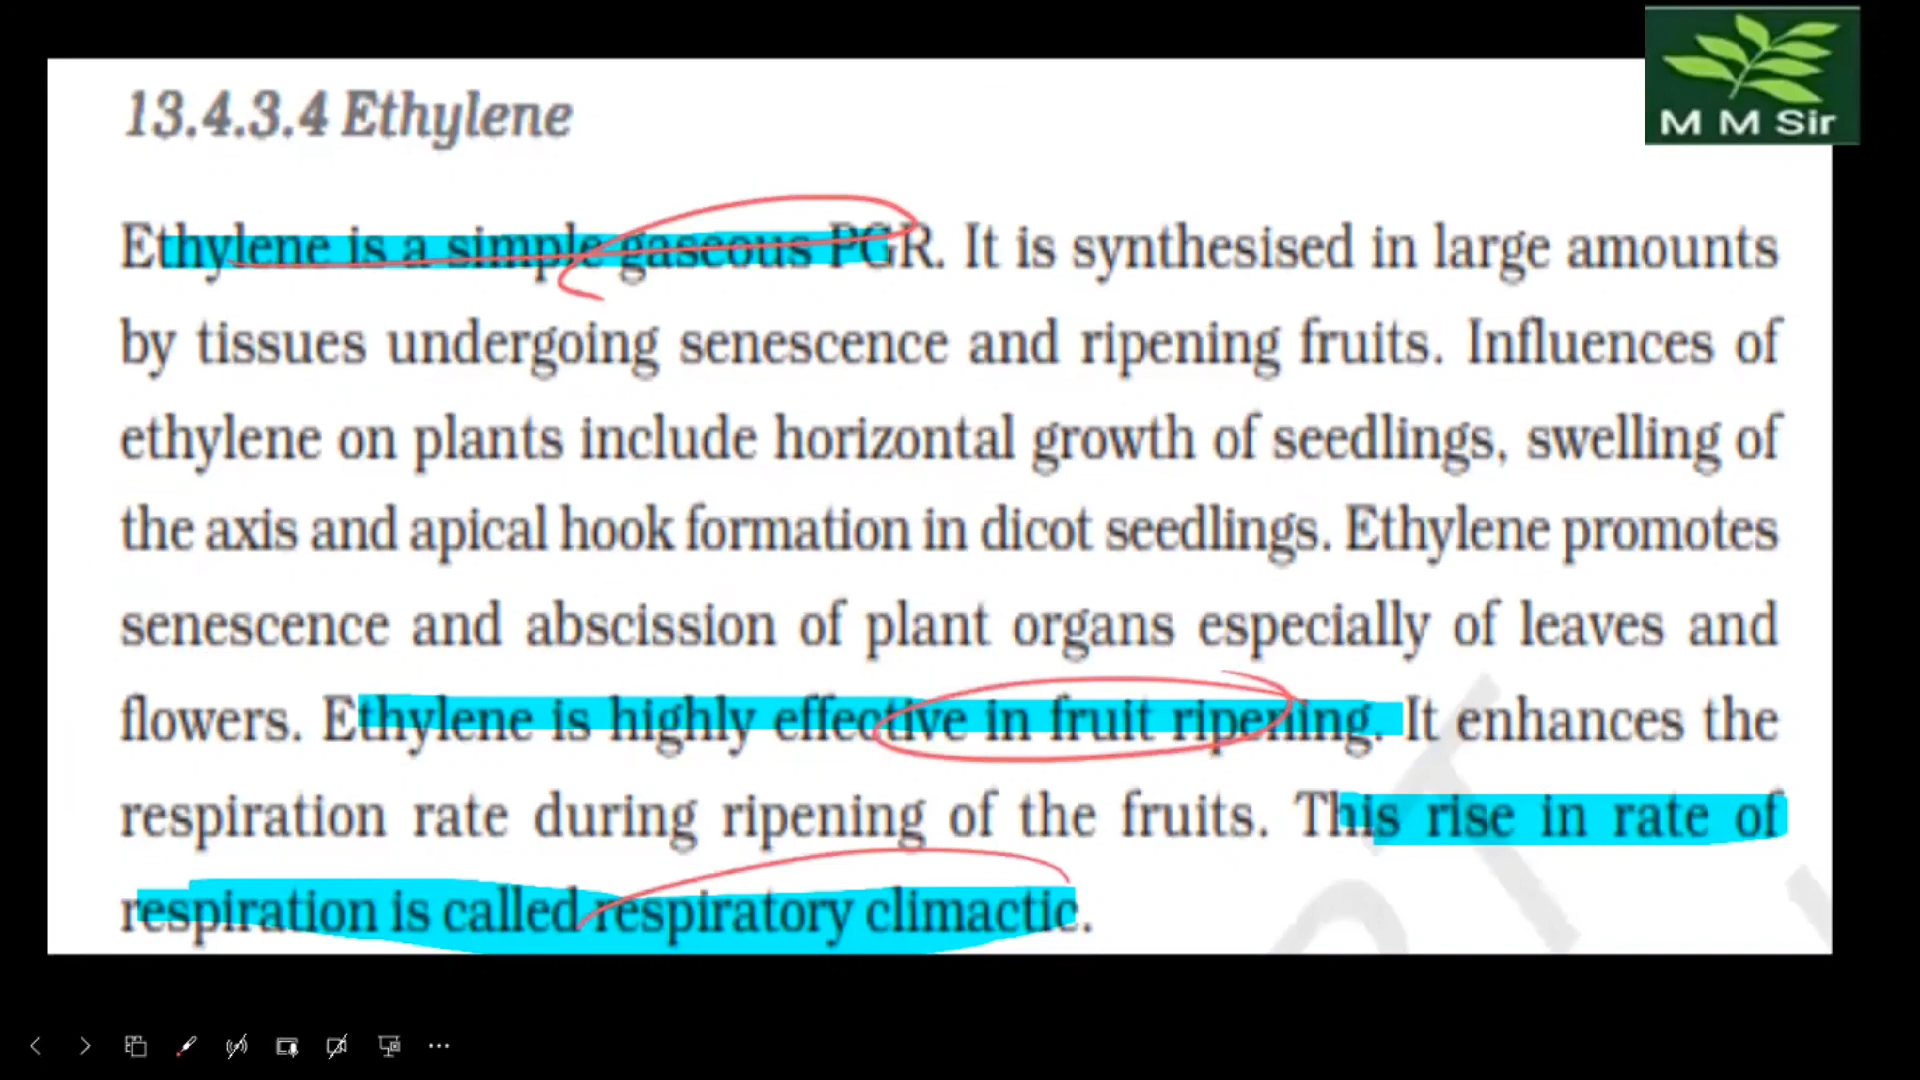 M M Sir
13.4.3.4 Ethylene
Ethylene is a simple gaseous PGR. It is synthesised in large amounts
by tissues undergoing senescence and ripening fruits. Influences of
ethylene on plants include horizontal growth of seedlings, swelling of
the axis and apical hook formation in dicot seedlings. Ethylene promotes
senescence and abscission of plant organs especially of leaves and
flowers. Ethylene is highly effective in fruit ripening. It enhances the
respiration rate during ripening of the fruits. This rise in rate of
respiration is called respiratory climactic.